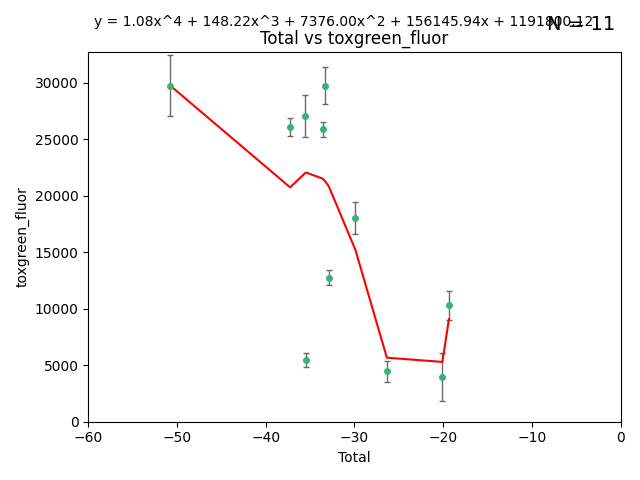 y = 1.08x^4 + 148.22x^3 + 7376.00x^2 + 156145.94x + 1191800.12
N = 11
Total vs toxgreen_fluor
30000
25000
20000
15000
10000
5000
0
toxgreen_fluor
−60 −50 −40 −30 −20 −10 0
Total